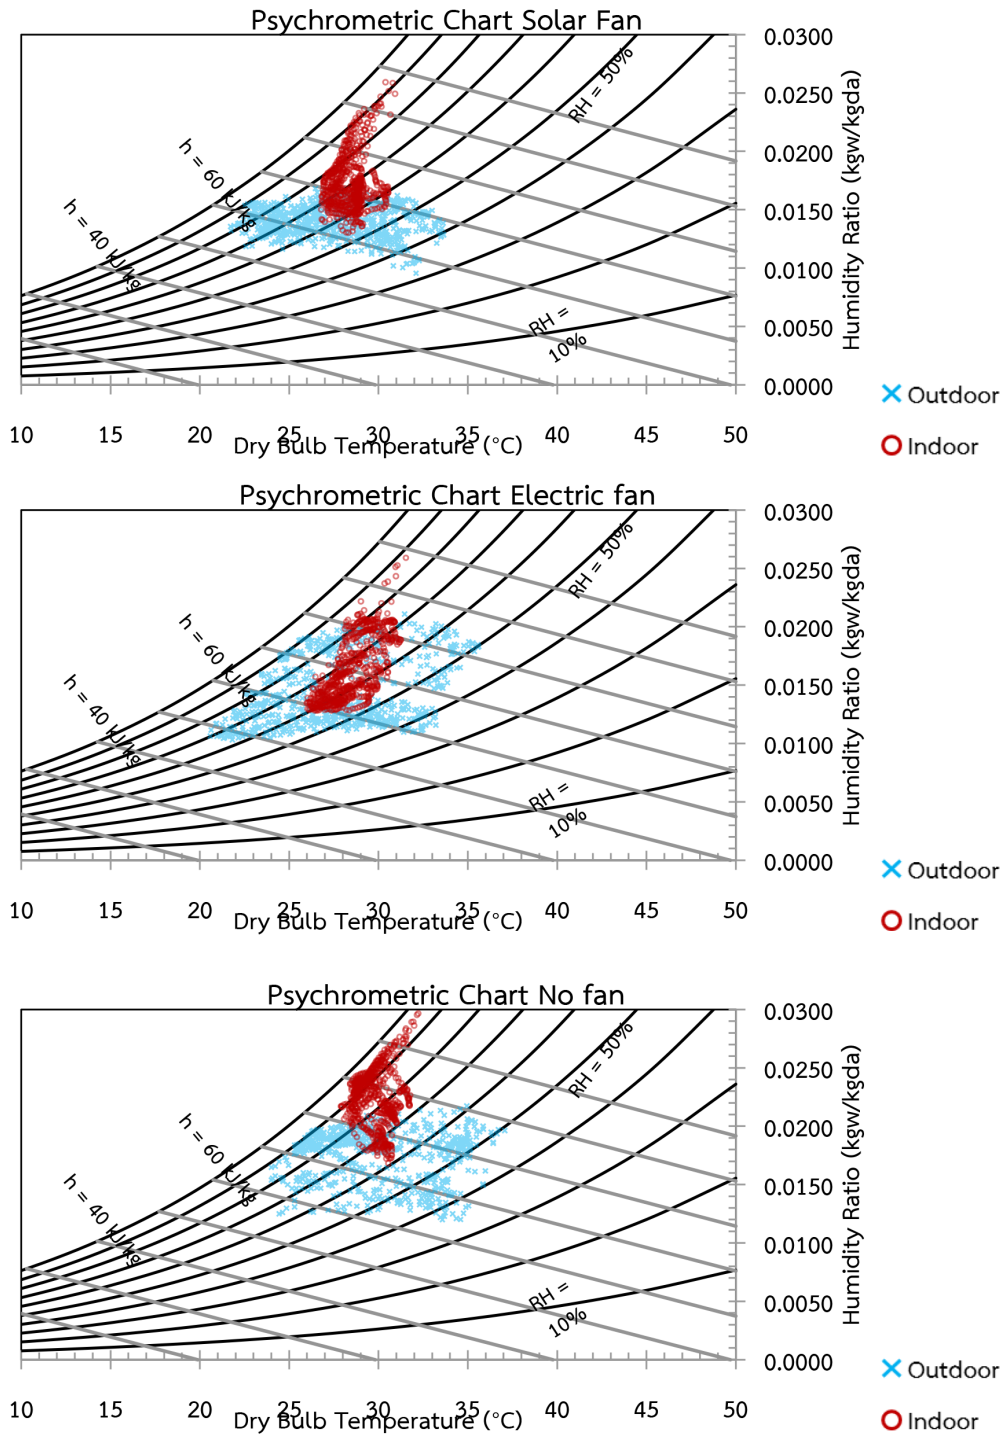 Psychrometric Chart Solar Fan
0.0300
0.0250
0.0200
0.0150
0.0100
0.0050
0.0000
Humidity Ratio (kgw/kgda)
RH = 50%
h = 60 kJ/kg
h = 40 kJ/kg
RH =
10%
10 15 20 25 30 35 40 45 50
Dry Bulb Temperature (°C)
Outdoor
Indoor
Psychrometric Chart Electric fan
0.0300
0.0250
0.0200
0.0150
0.0100
0.0050
0.0000
Humidity Ratio (kgw/kgda)
RH = 50%
h = 60 kJ/kg
h = 40 kJ/kg
RH =
10%
10 15 20 25 30 35 40 45 50
Dry Bulb Temperature (°C)
Outdoor
Indoor
Psychrometric Chart No fan
0.0300
0.0250
0.0200
0.0150
0.0100
0.0050
0.0000
Humidity Ratio (kgw/kgda)
RH = 50%
h = 60 kJ/kg
h = 40 kJ/kg
RH =
10%
10 15 20 25 30 35 40 45 50
Dry Bulb Temperature (°C)
Outdoor
Indoor